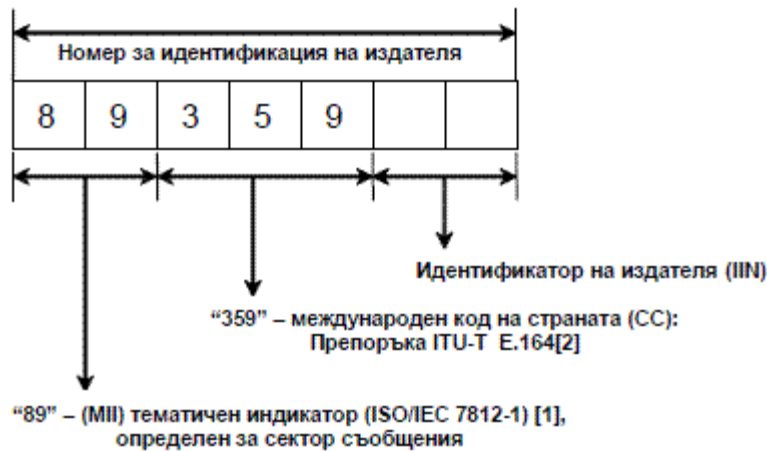 Номер за идентификация на издателя
8 9 3 5 9
Идентификатор на издателя (IIN)
“359” – международен код на страната (CC):
Препоръка ITU-T E.164[2]
“89” – (MII) тематичен индикатор (ISO/IEC 7812-1) [1],
определен за сектор съобщения